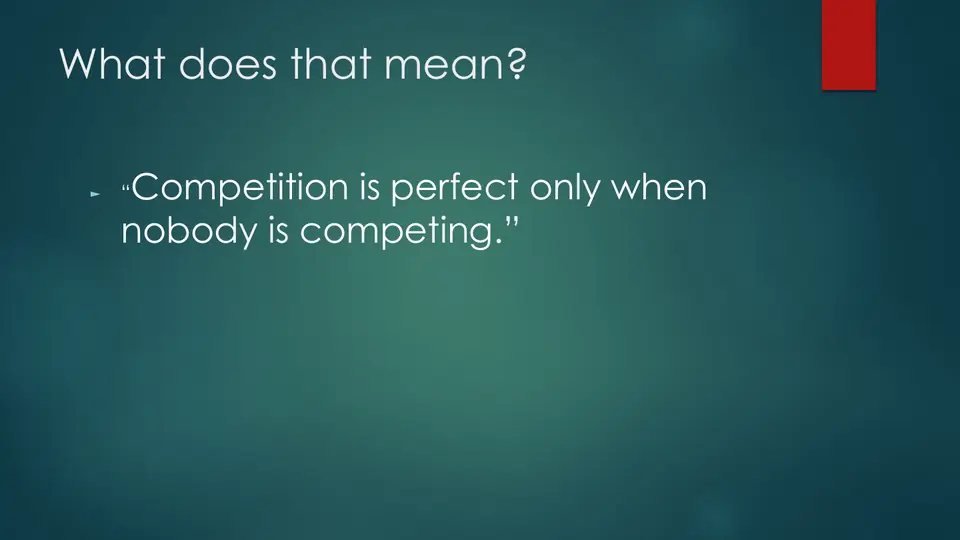 What does that mean?
► “Competition is perfect only when
nobody is competing.”